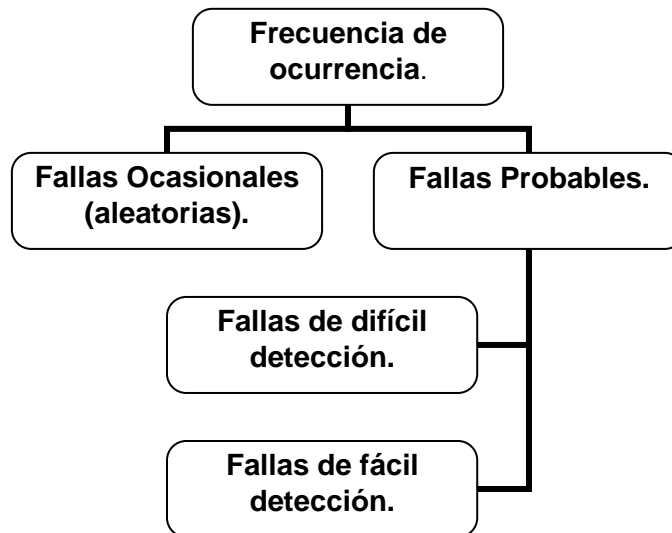 Frecuencia de
ocurrencia.
Fallas Ocasionales
(aleatorias).
Fallas Probables.
Fallas de difícil
detección.
Fallas de fácil
detección.